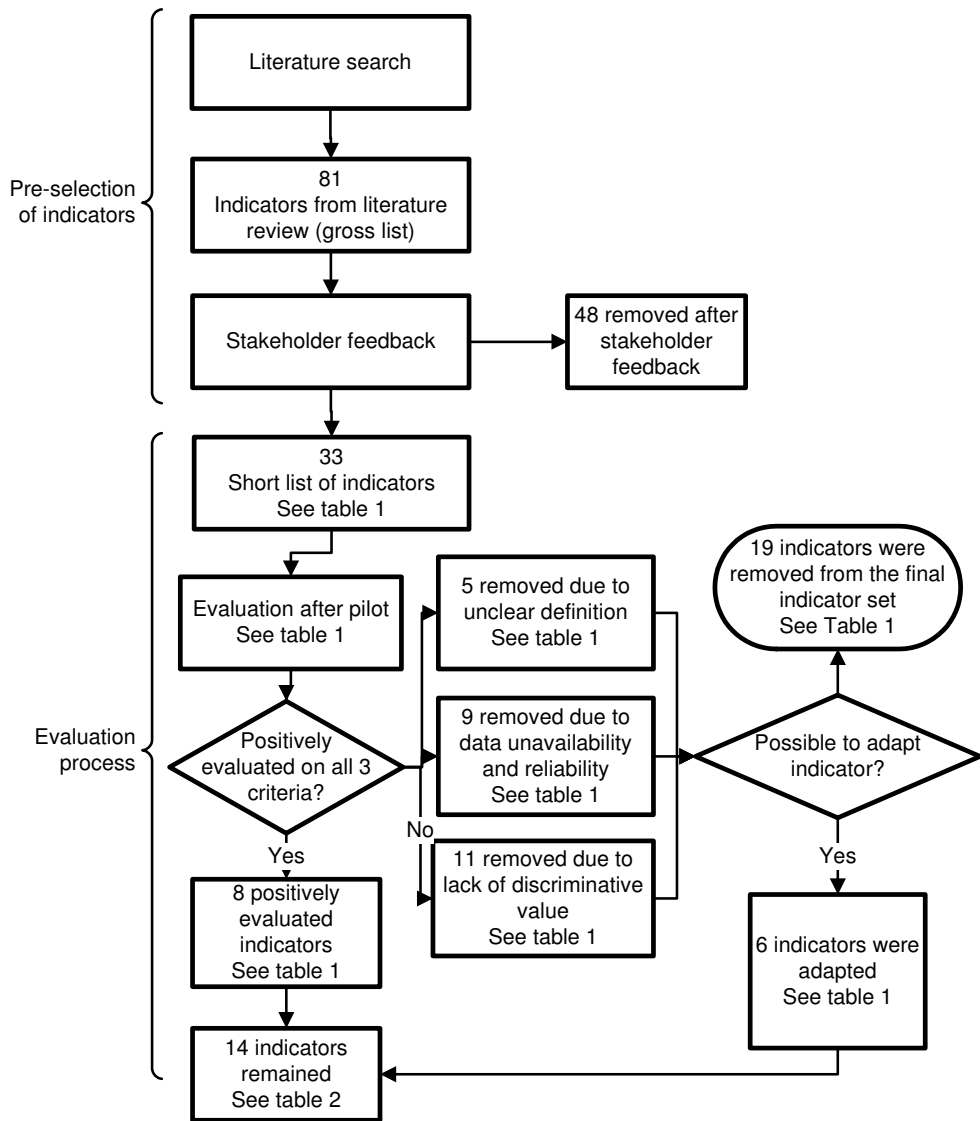 Literature search
81
Indicators from literature
review (gross list)
Pre-selection
of indicators
Stakeholder feedback
48 removed after
stakeholder
feedback
33
Short list of indicators
See table 1
Evaluation after pilot
See table 1
5 removed due to
unclear definition
See table 1
19 indicators were
removed from the final
indicator set
See Table 1
Evaluation
process
Positively
evaluated on all 3
criteria?
9 removed due to
data unavailability
and reliability
See table 1
Possible to adapt
indicator?
No
Yes
11 removed due to
lack of discriminative
value
See table 1
Yes
8 positively
evaluated
indicators
See table 1
6 indicators were
adapted
See table 1
14 indicators
remained
See table 2